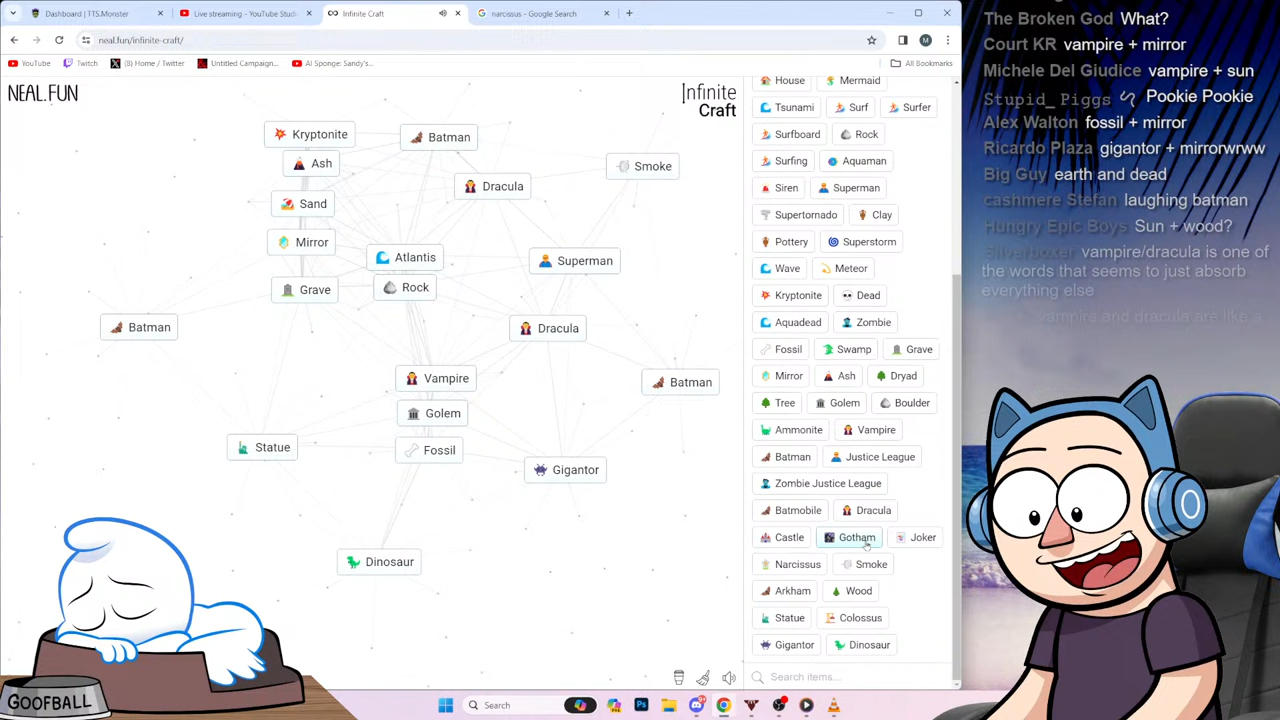 Dashboard | TTS.Monster
Live streaming - YouTube Studi
Infinite Craft
narcissus - Google Search
neal.fun/infinite-craft/
YouTube
Twitch
(8) Home / Twitter
Untitled Campaign...
AI Sponge: Sandy's...
All Bookmarks
NEAL.FUN
Infinite
Craft
Kryptonite
Batman
Ash
Smoke
Dracula
Sand
Mirror
Atlantis
Superman
Grave
Rock
Batman
Dracula
Vampire
Batman
Golem
Statue
Fossil
Gigantor
Dinosaur
House Mermaid
Tsunami Surf Surfer
Surfboard Rock
Surfing Aquaman
Siren Superman
Supertornado Clay
Pottery Superstorm
Wave Meteor
Kryptonite Dead
Aquadead Zombie
Fossil Swamp Grave
Mirror Ash Dryad
Tree Golem Boulder
Ammonite Vampire
Batman Justice League
Zombie Justice League
Batmobile Dracula
Castle Gotham Joker
Narcissus Smoke
Arkham Wood
Statue Colossus
Gigantor Dinosaur
Search items...
The Broken God What?
Court KR vampire + mirror
Michele Del Giudice vampire + sun
Stupid_Piggs Pookie Pookie
Alex Walton fossil + mirror
Ricardo Plaza gigantor + mirrorwrww
Big Guy earth and dead
cashmere Stefan laughing batman
Hungry Epic Boys Sun + wood?
Silverboxer vampire/dracula is one of
the words that seems to just absorb
everything else
vampirs and dracula are like a
GOOFBALL
Search